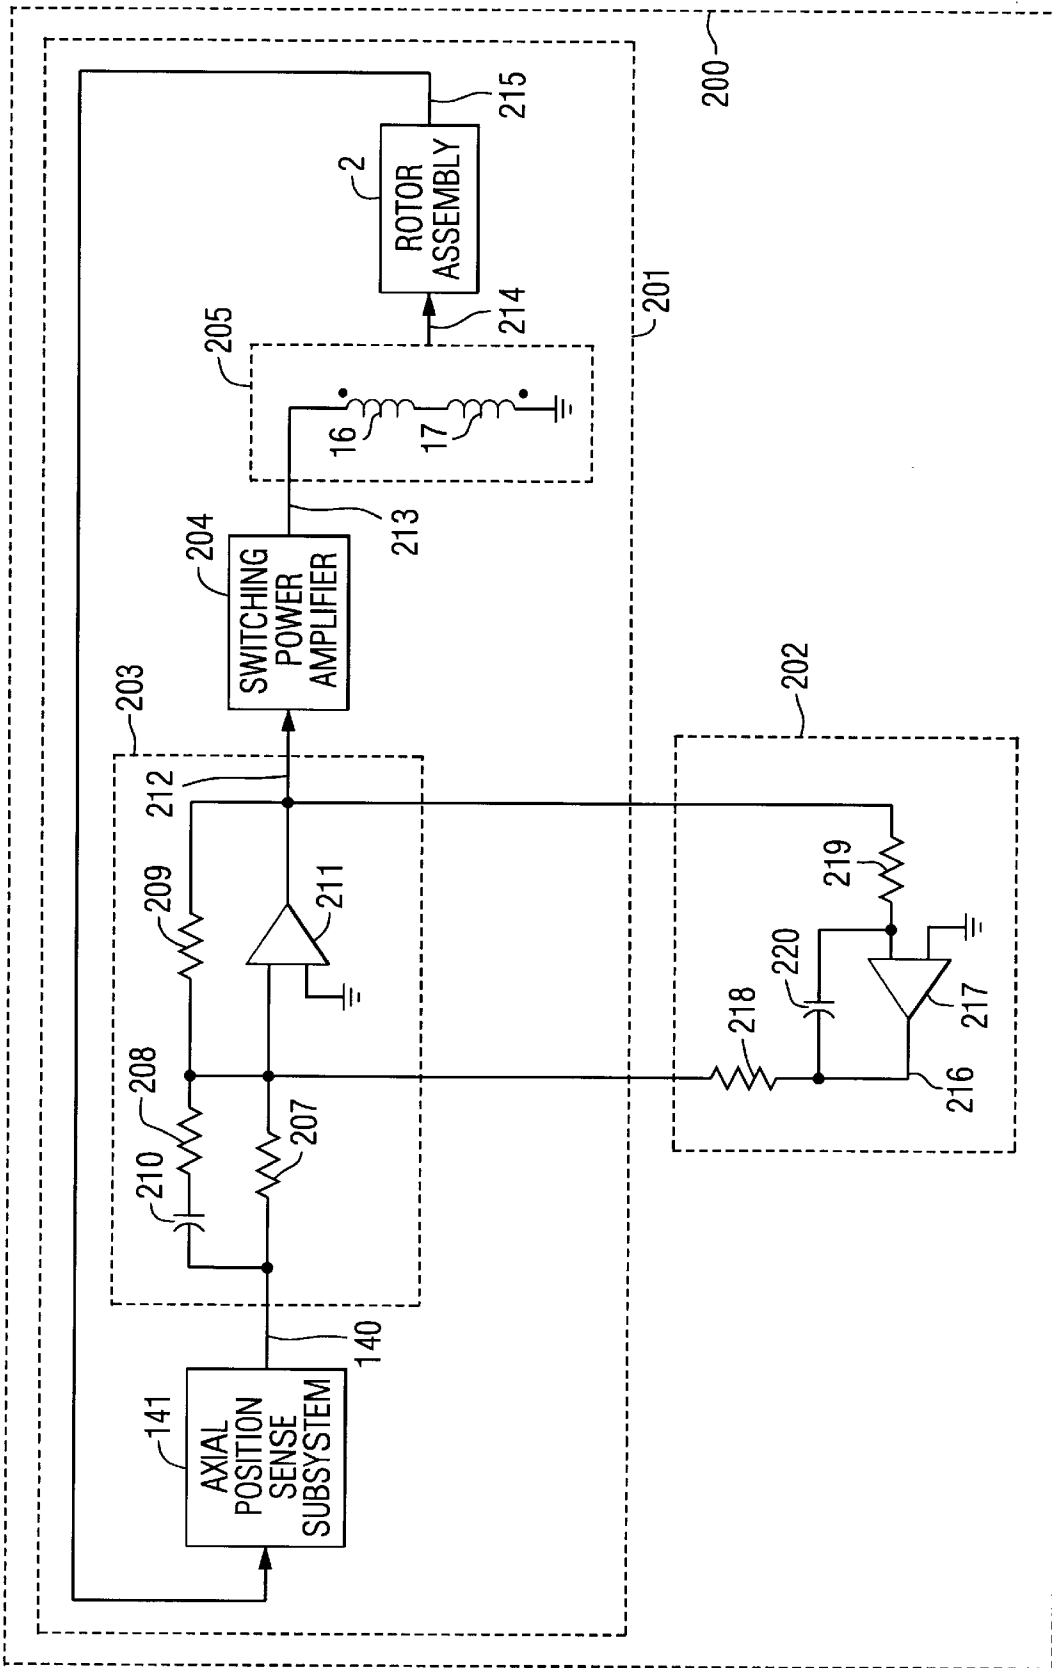 200
215
2
ROTOR
ASSEMBLY
214
205
201
16
17
213
204
SWITCHING
POWER
AMPLIFIER
203
212
202
209
211
219
220
217
218
216
208
210
207
140
141
AXIAL
POSITION
SENSE
SUBSYSTEM